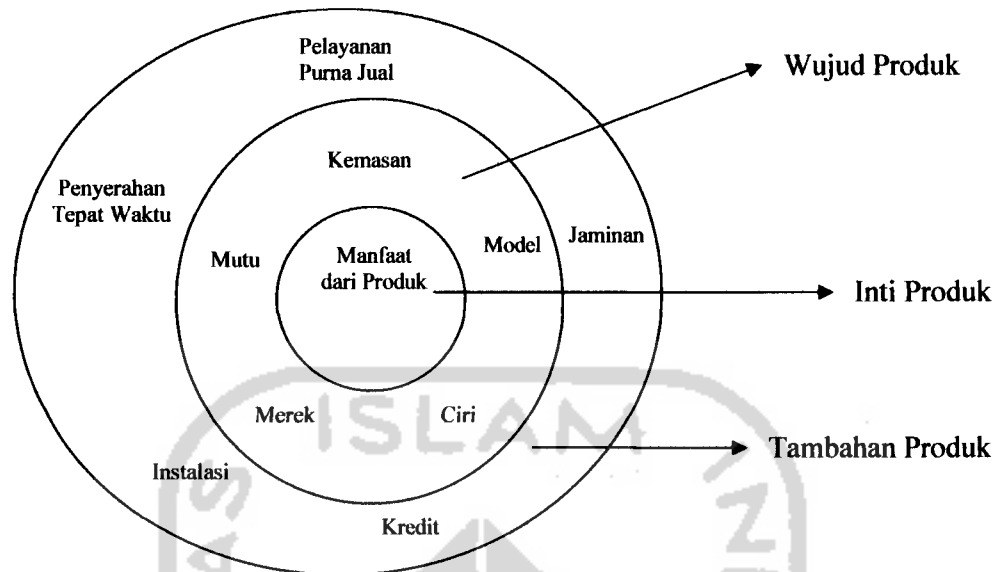 Pelayanan
Purna Jual
Wujud Produk
Kemasan
Penyerahan
Tepat Waktu
Mutu
Manfaat
dari Produk
Model
Jaminan
Inti Produk
Merek
Ciri
ISLAM
Tambahan Produk
Instalasi
Kredit